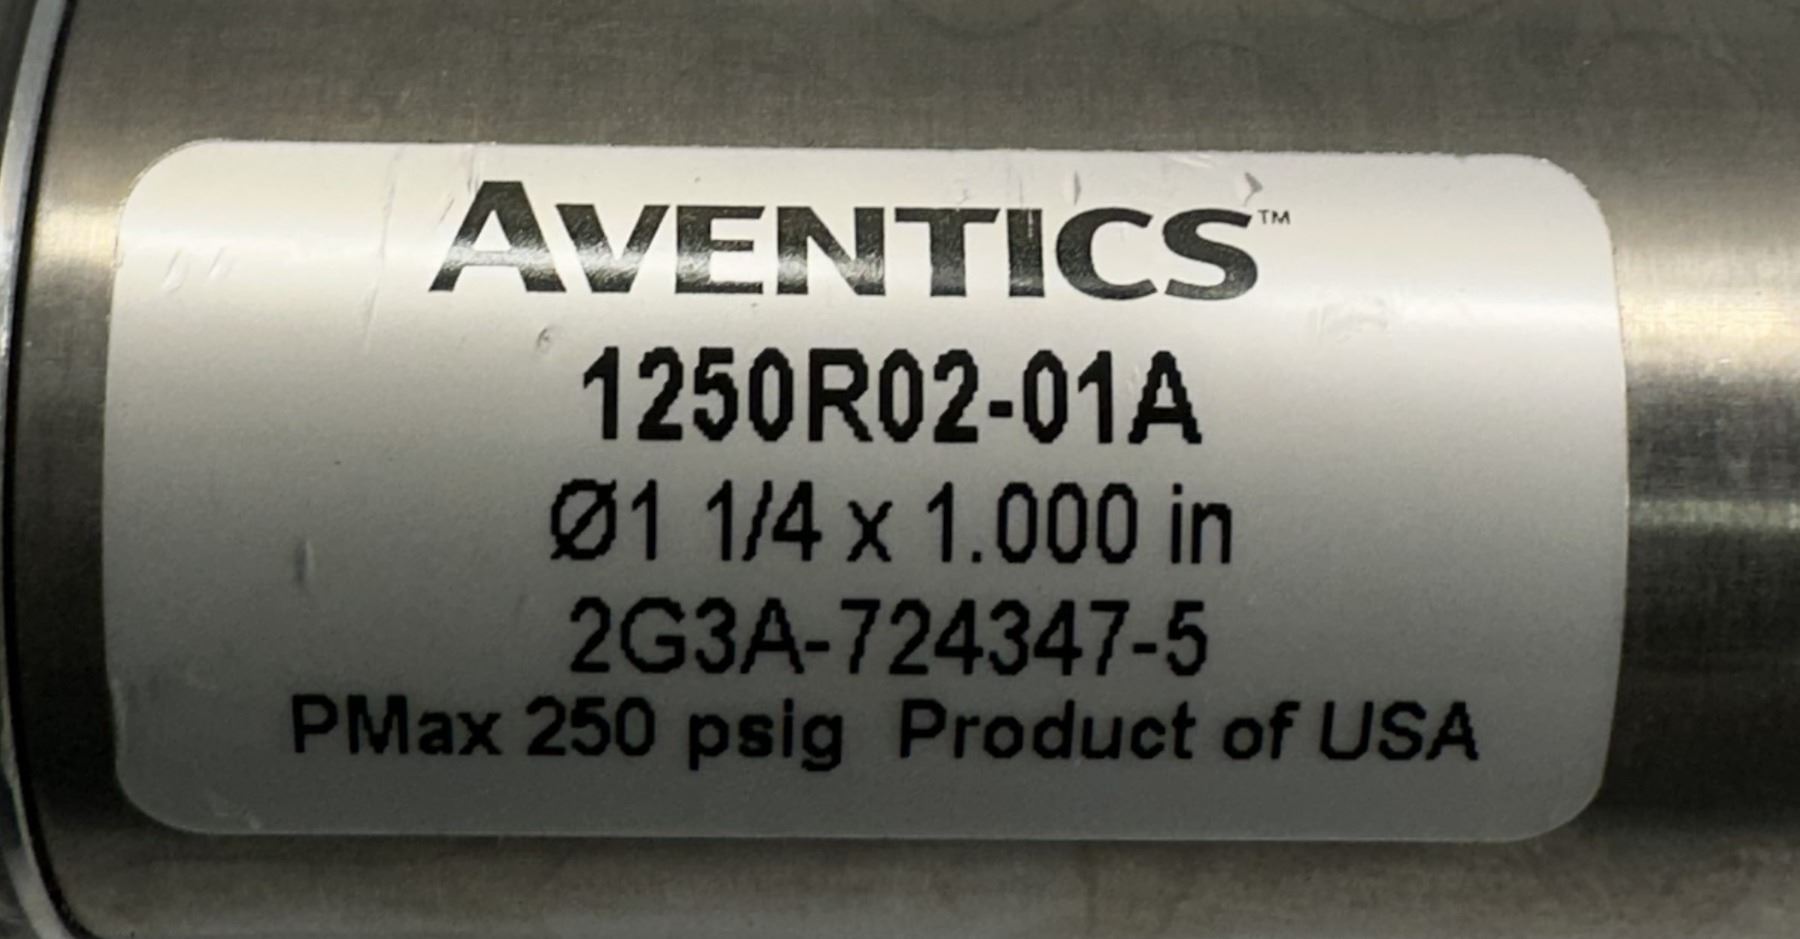 AVENTICS™
1250R02-01A
Ø1 1/4 x 1.000 in
2G3A-724347-5
PMax 250 psig Product of USA